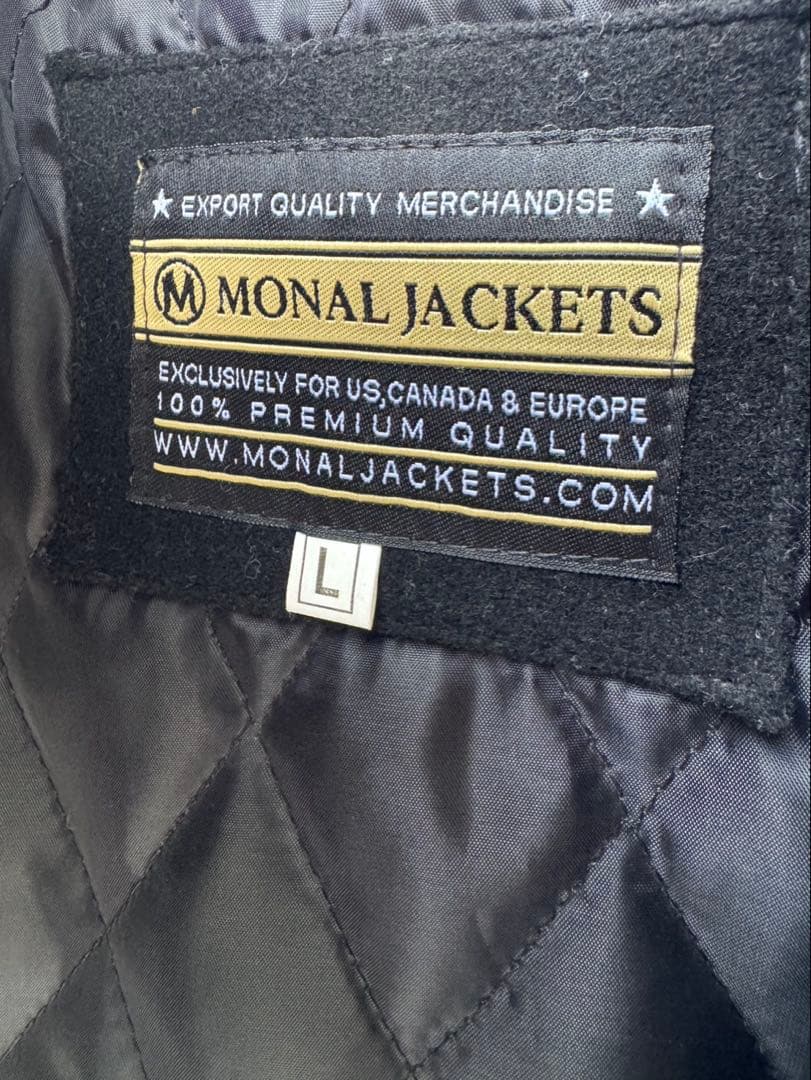 ★ EXPORT QUALITY MERCHANDISE ★
M MONAL JACKETS
EXCLUSIVELY FOR US,CANADA & EUROPE
100% PREMIUM QUALITY
WWW.MONALJACKETS.COM
L